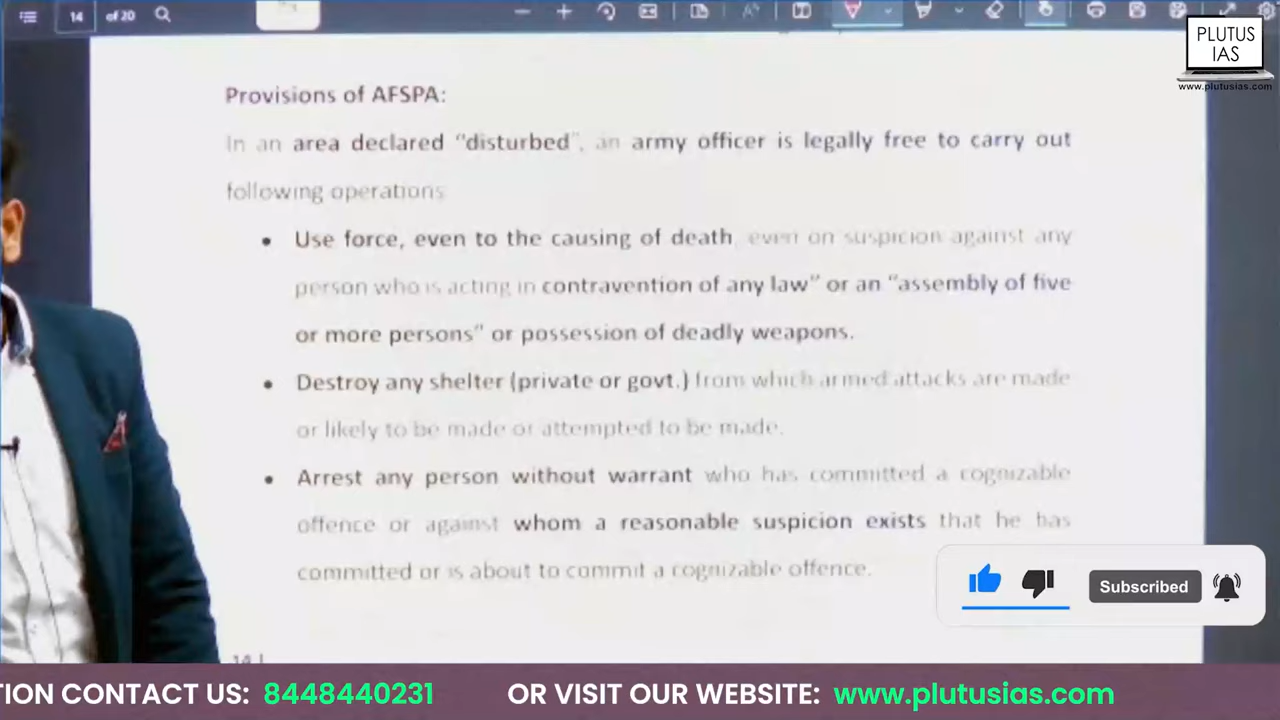 14 of 20
PLUTUS
IAS
www.plutusias.com
Provisions of AFSPA:
In an area declared "disturbed", an army officer is legally free to carry out
following operations
• Use force, even to the causing of death, even on suspicion against any
person who is acting in contravention of any law" or an "assembly of five
or more persons" or possession of deadly weapons.
• Destroy any shelter (private or govt.) from which armed attacks are made
or likely to be made or attempted to be made.
• Arrest any person without warrant who has committed a cognizable
offence or against whom a reasonable suspicion exists that he has
committed or is about to commit a cognizable offence.
Subscribed
14 |
TION CONTACT US: 8448440231 OR VISIT OUR WEBSITE: www.plutusias.com